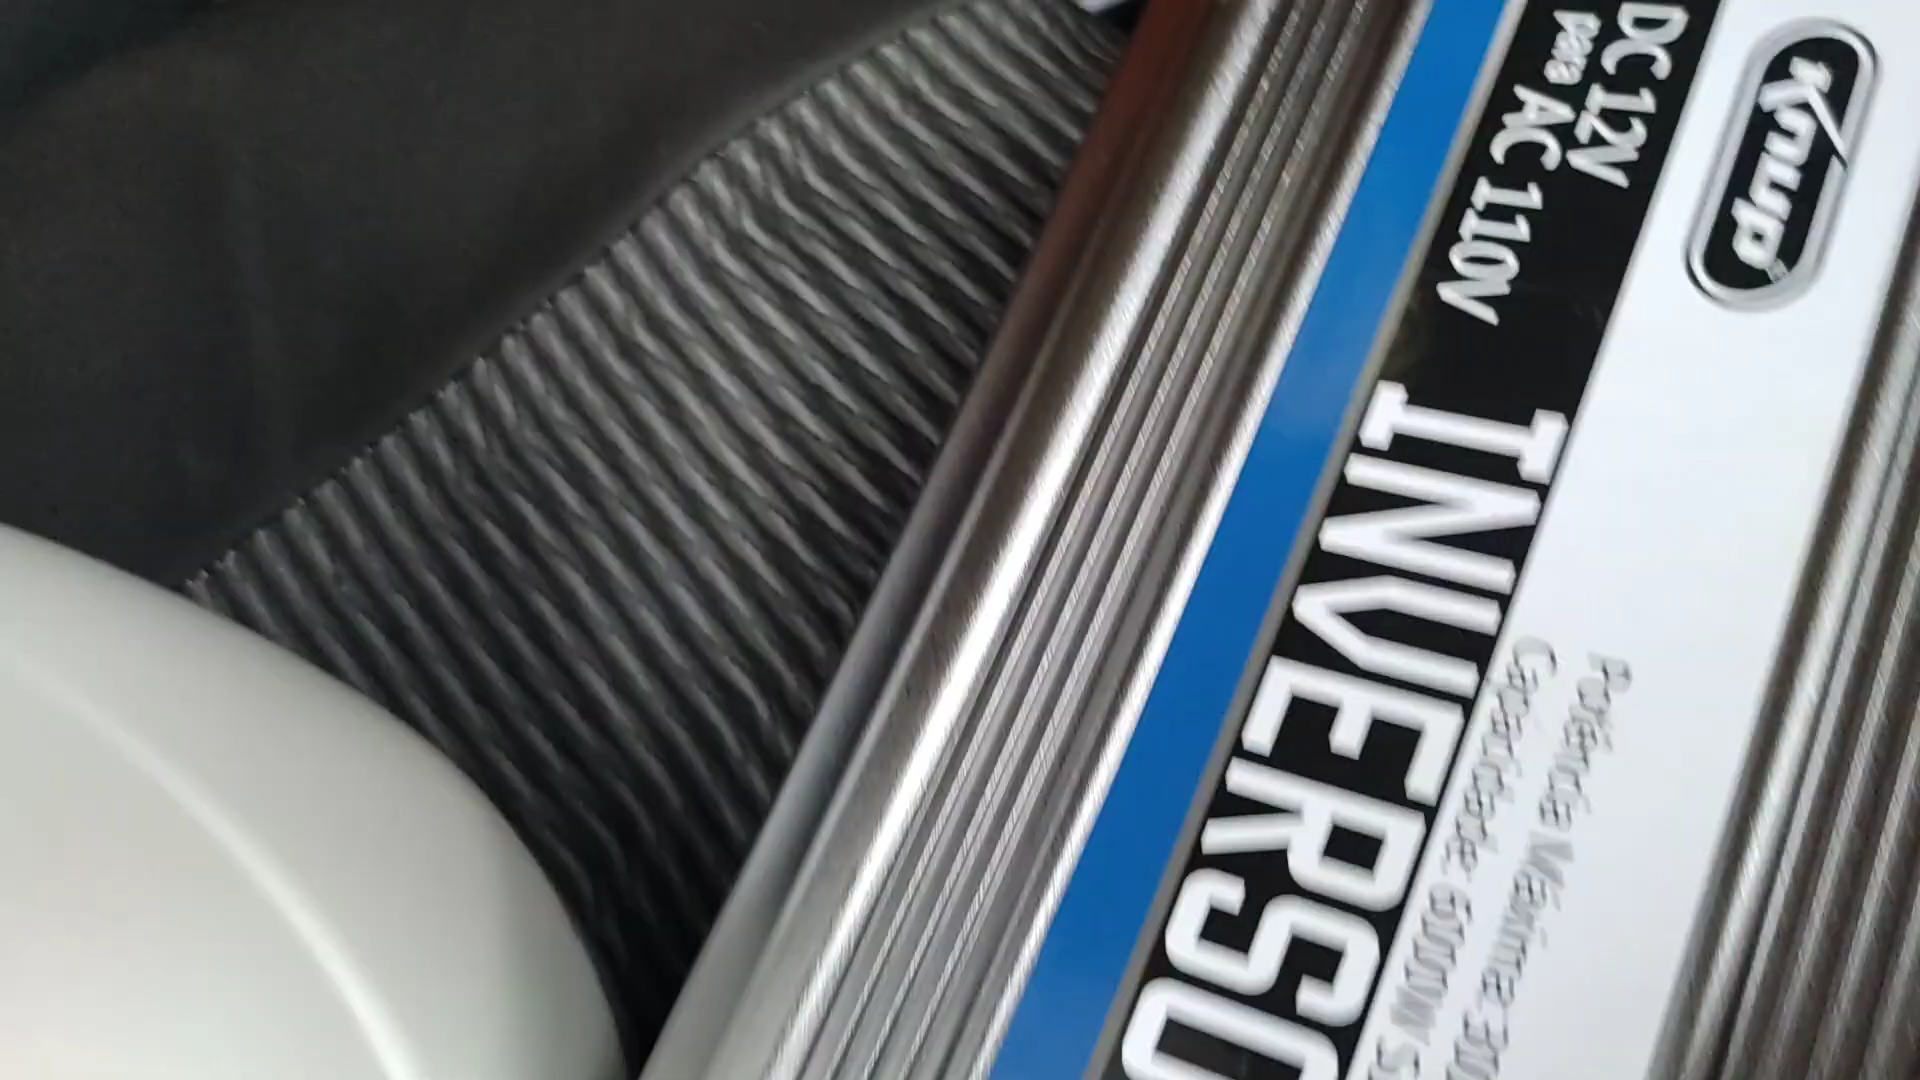 Knup
DC 12V
para AC 110V
INVERSO
Potência Máxima:
Capacidade: